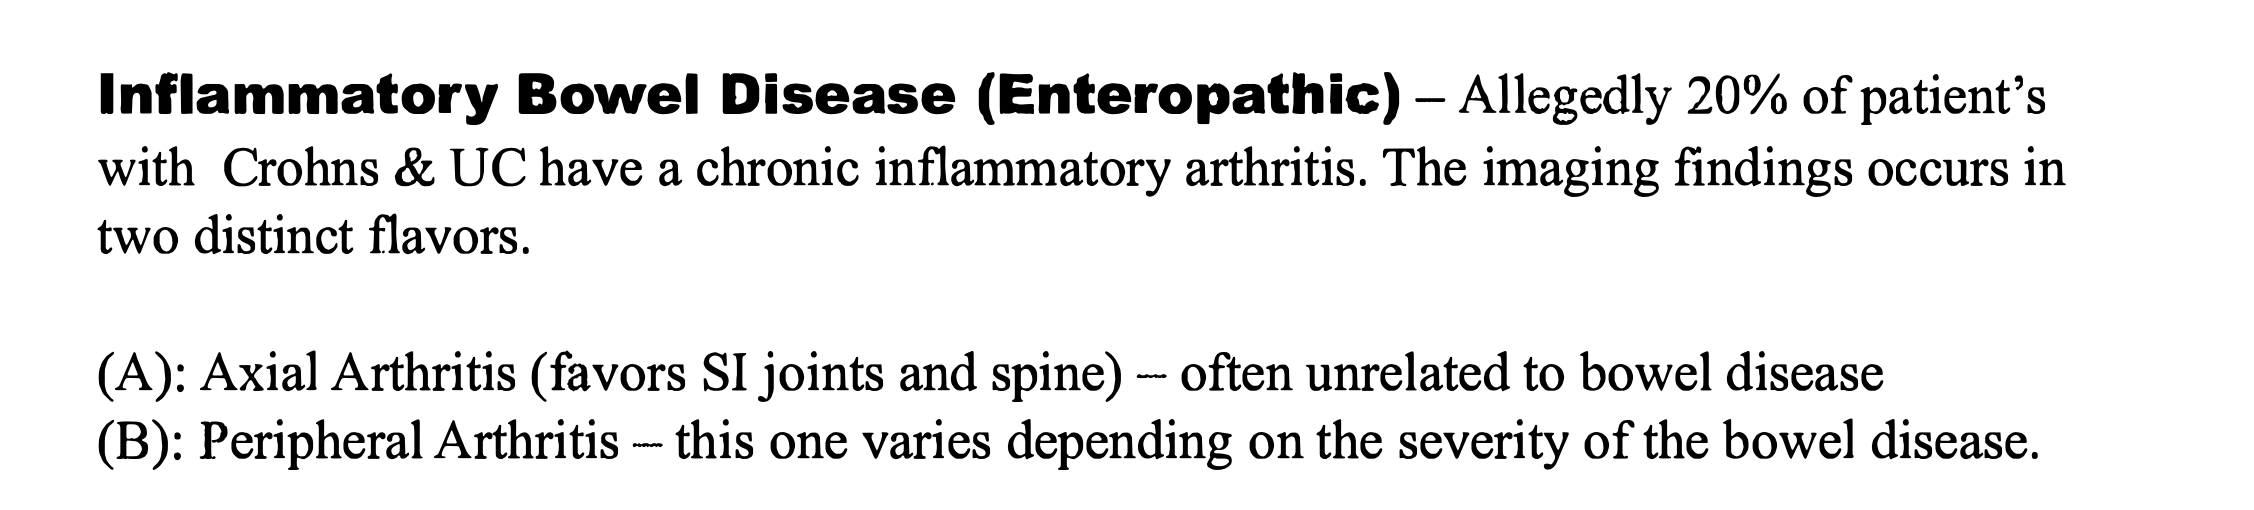 Inflammatory Bowel Disease (Enteropathic) – Allegedly 20% of patient’s
with Crohns & UC have a chronic inflammatory arthritis. The imaging findings occurs in
two distinct flavors.
(A): Axial Arthritis (favors SI joints and spine) – often unrelated to bowel disease
(B): Peripheral Arthritis – this one varies depending on the severity of the bowel disease.